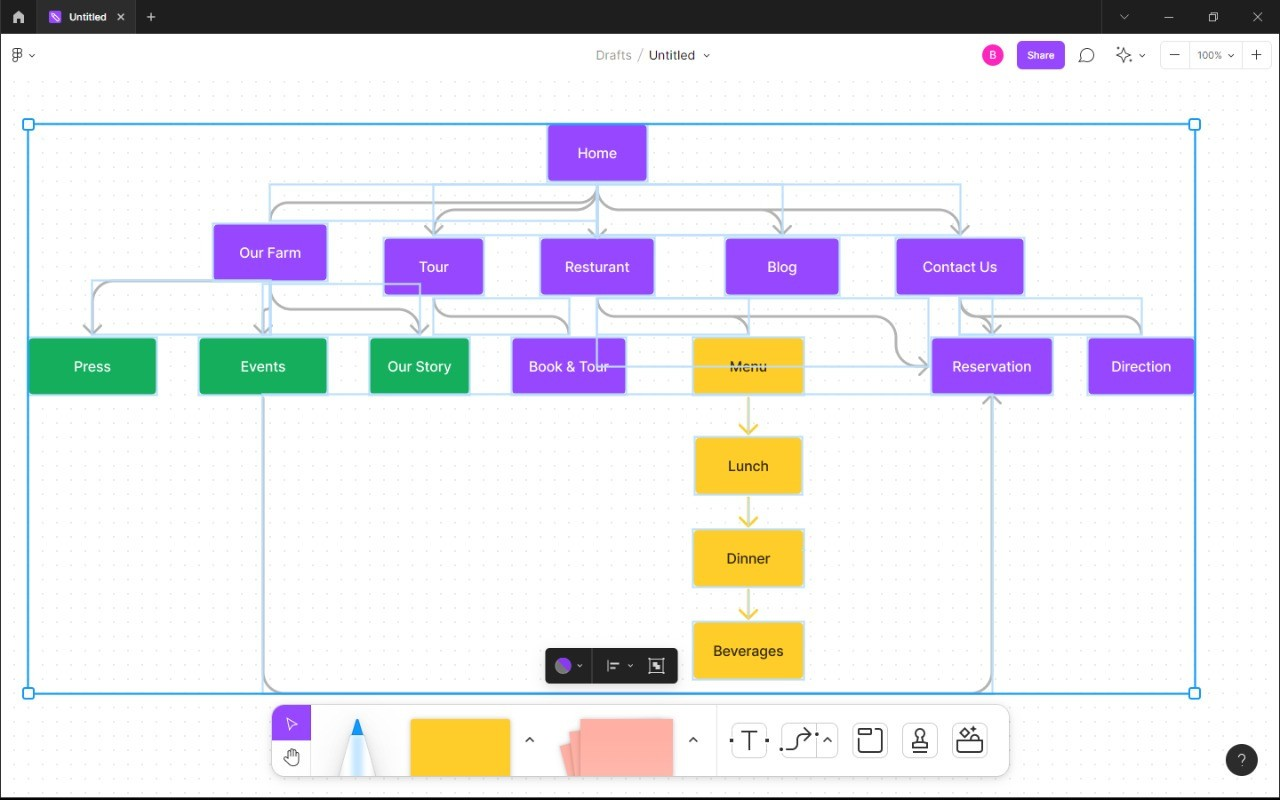 Untitled
Drafts / Untitled
B
Share
100%
Home
Our Farm
Tour
Resturant
Blog
Contact Us
Press
Events
Our Story
Book & Tour
Menu
Reservation
Direction
Lunch
Dinner
Beverages
T
?